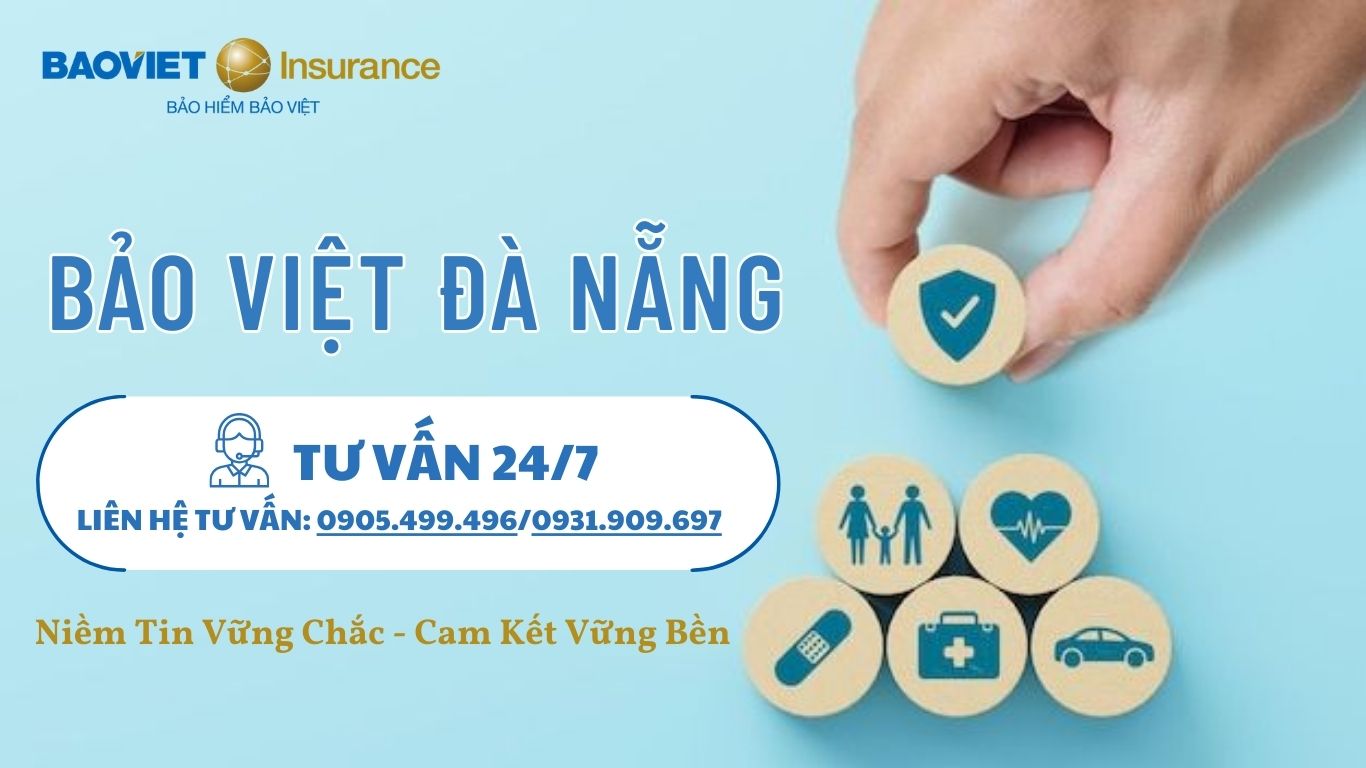 BAOVIET Insurance
BẢO HIỂM BẢO VIỆT
BẢO VIỆT ĐÀ NẴNG
TƯ VẤN 24/7
LIÊN HỆ TƯ VẤN: 0905.499.496/0931.909.697
Niềm Tin Vững Chắc - Cam Kết Vững Bền